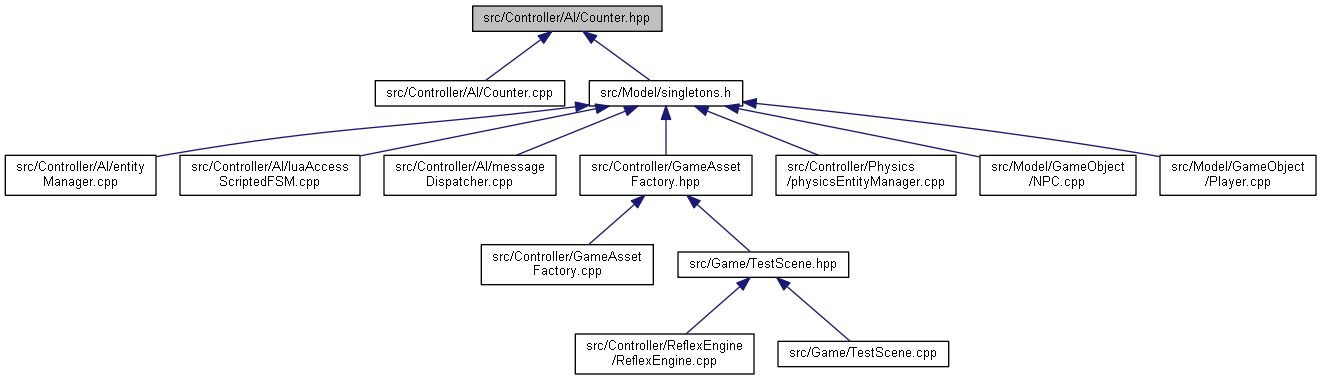 src/Controller/AI/Counter.hpp
src/Controller/AI/Counter.cpp
src/Model/singletons.h
src/Controller/AI/entity
Manager.cpp
src/Controller/AI/luaAccess
ScriptedFSM.cpp
src/Controller/AI/message
Dispatcher.cpp
src/Controller/GameAsset
Factory.hpp
src/Controller/Physics
/physicsEntityManager.cpp
src/Model/GameObject
/NPC.cpp
src/Model/GameObject
/Player.cpp
src/Controller/GameAsset
Factory.cpp
src/Game/TestScene.hpp
src/Controller/ReflexEngine
/ReflexEngine.cpp
src/Game/TestScene.cpp